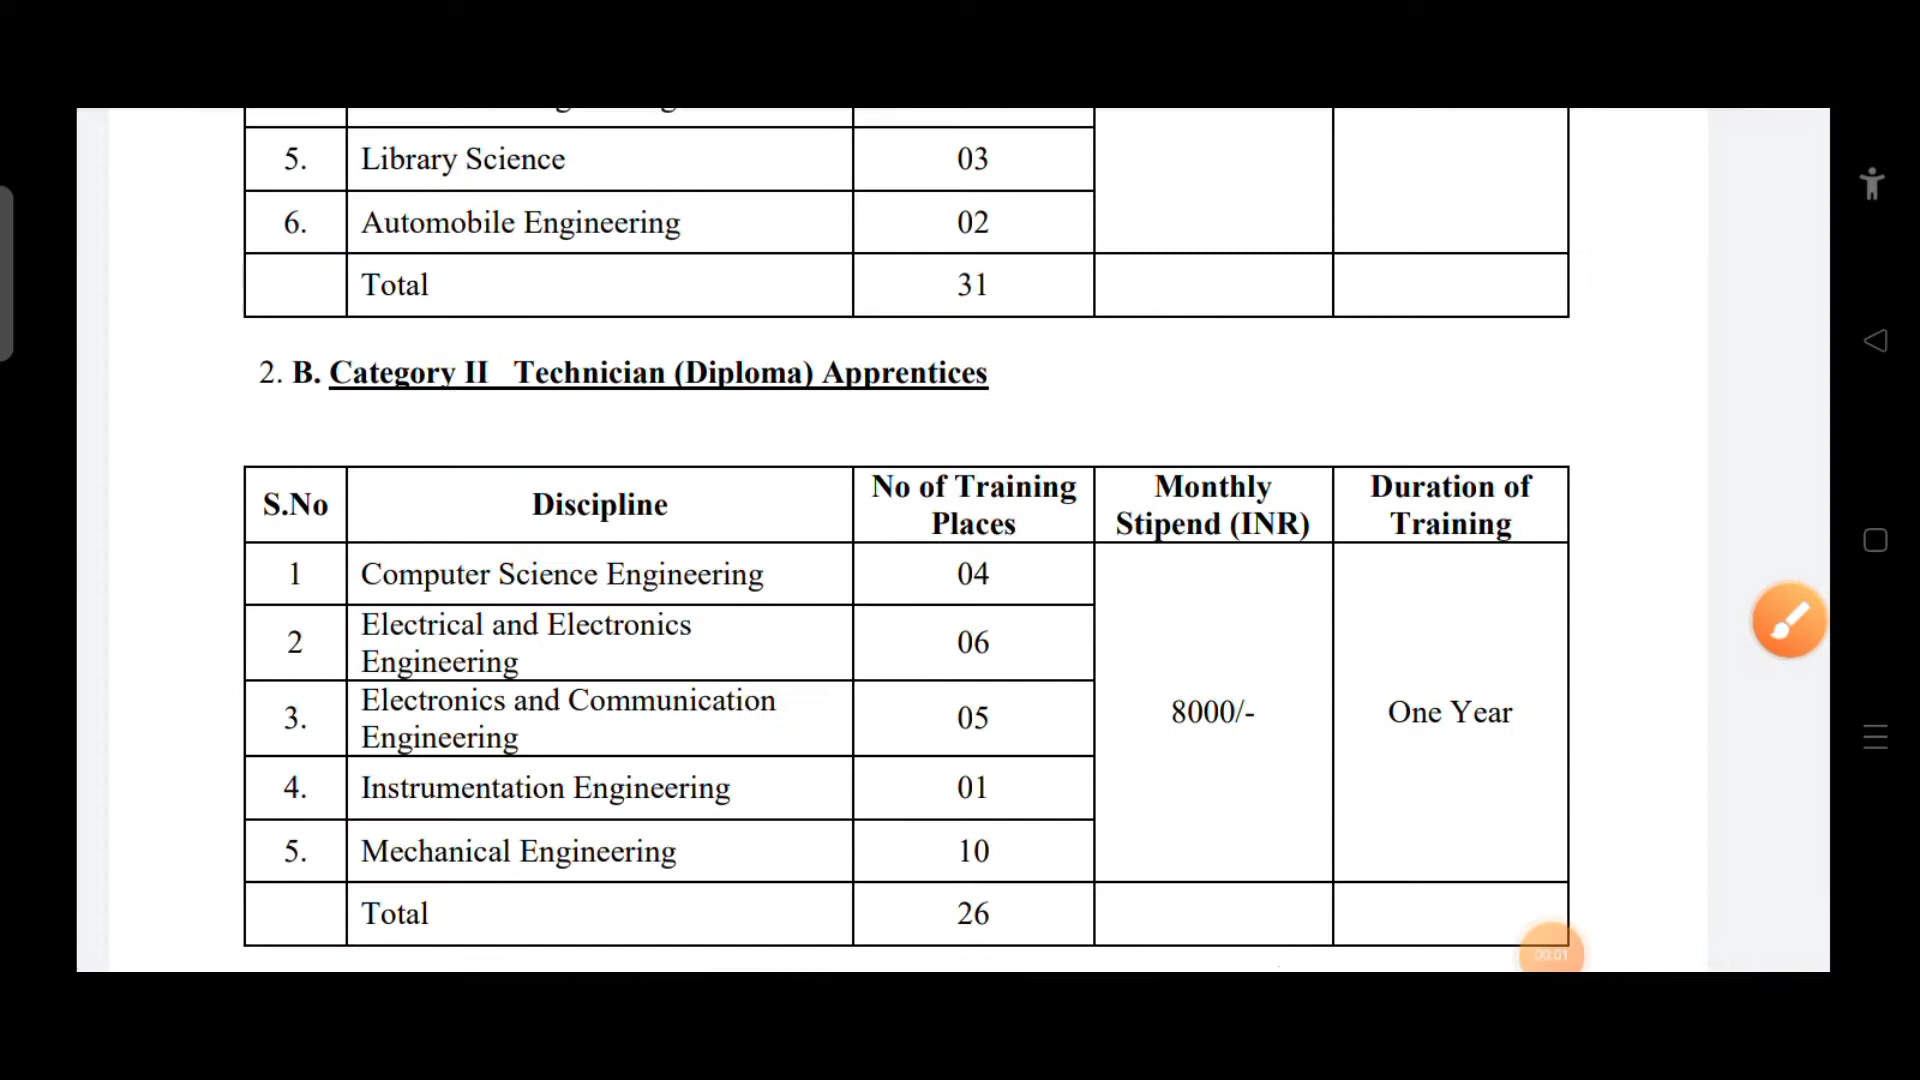 5. Library Science 03
6. Automobile Engineering 02
Total 31
2. B. Category II Technician (Diploma) Apprentices
S.No Discipline No of Training Places Monthly Stipend (INR) Duration of Training
1 Computer Science Engineering 04
2 Electrical and Electronics Engineering 06
3. Electronics and Communication Engineering 05
8000/- One Year
4. Instrumentation Engineering 01
5. Mechanical Engineering 10
Total 26
00:01